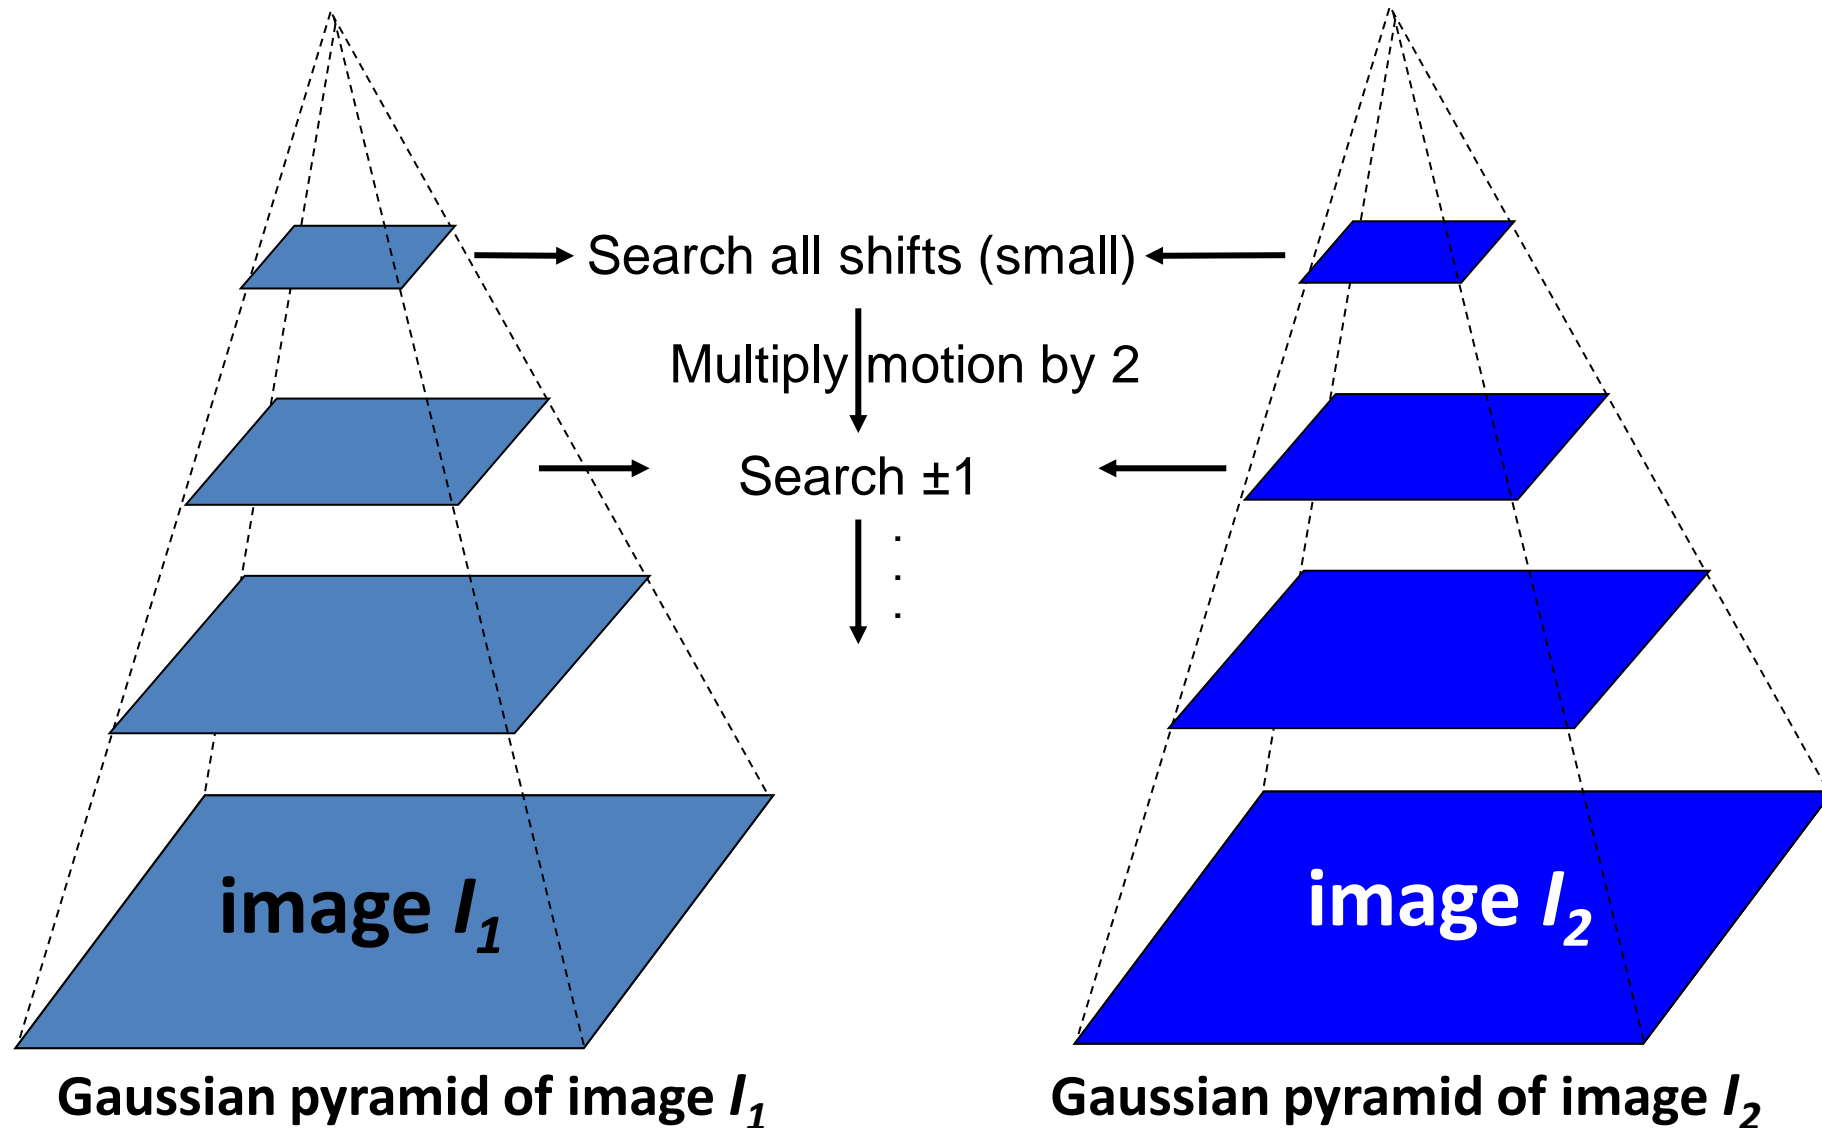 Search all shifts (small)
Multiply motion by 2
Search ±1
.
.
.
image I1
image I2
Gaussian pyramid of image I1
Gaussian pyramid of image I2